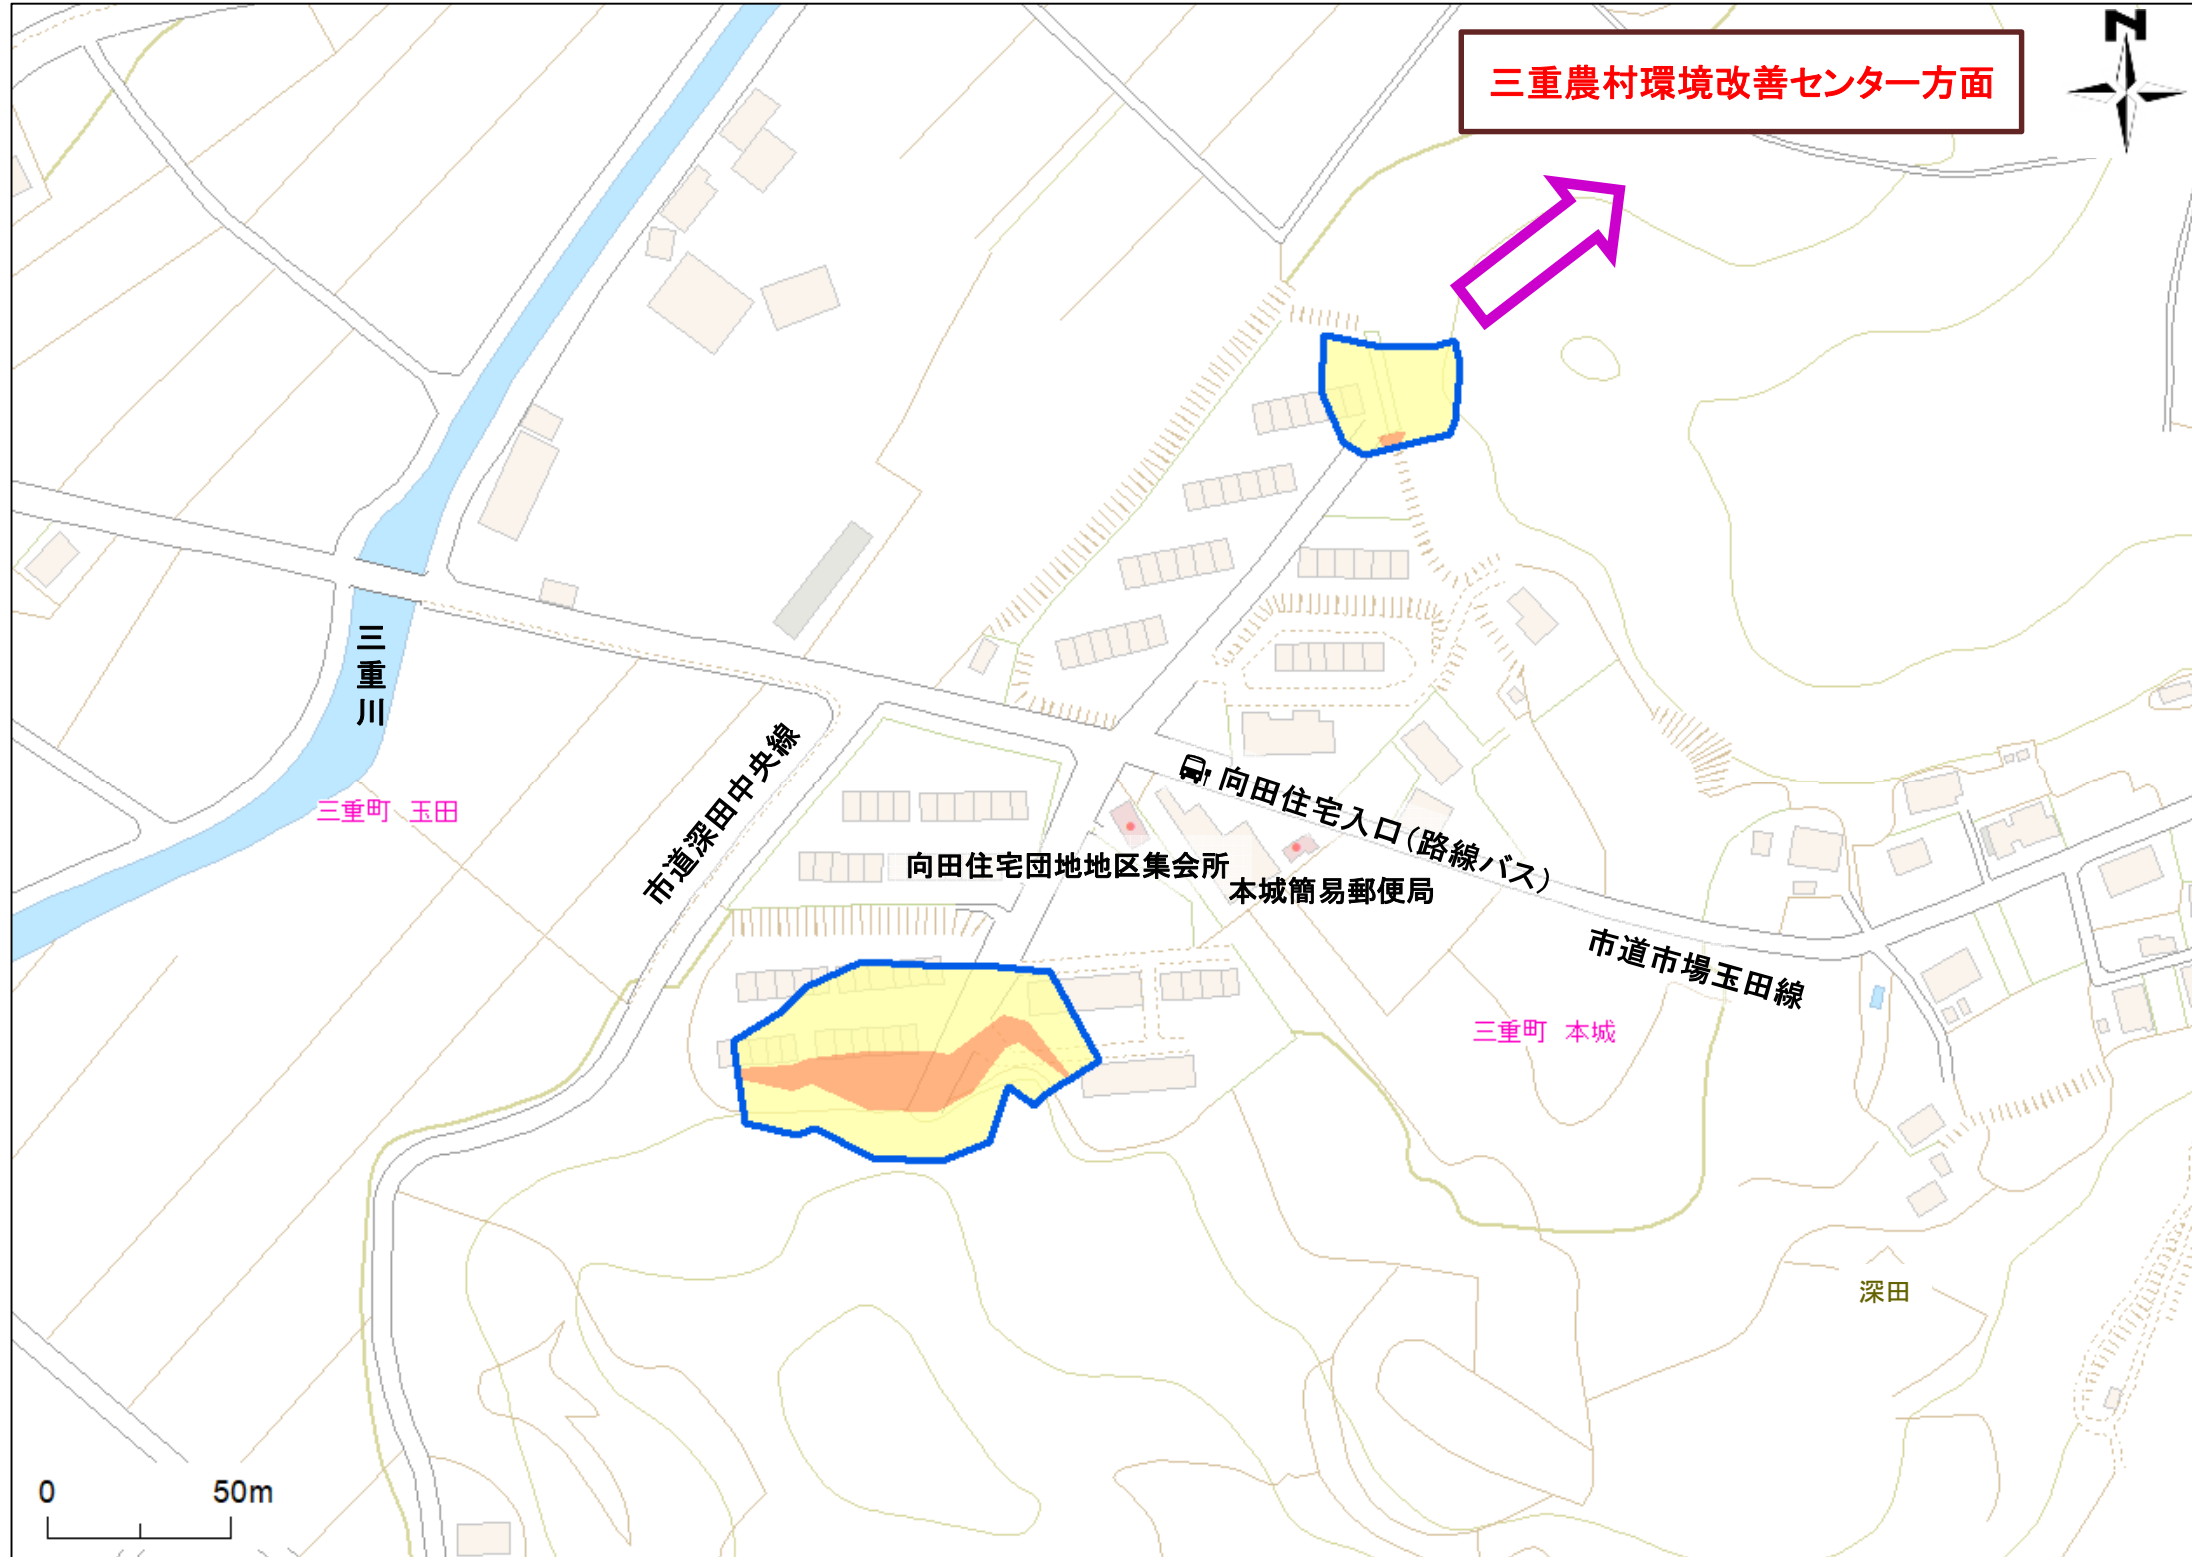 N
三重農村環境改善センター方面
三重川
市道深田中央線
三重町 玉田
向田住宅入口(路線バス)
向田住宅団地地区集会所
本城簡易郵便局
市道市場玉田線
三重町 本城
深田
0 50m